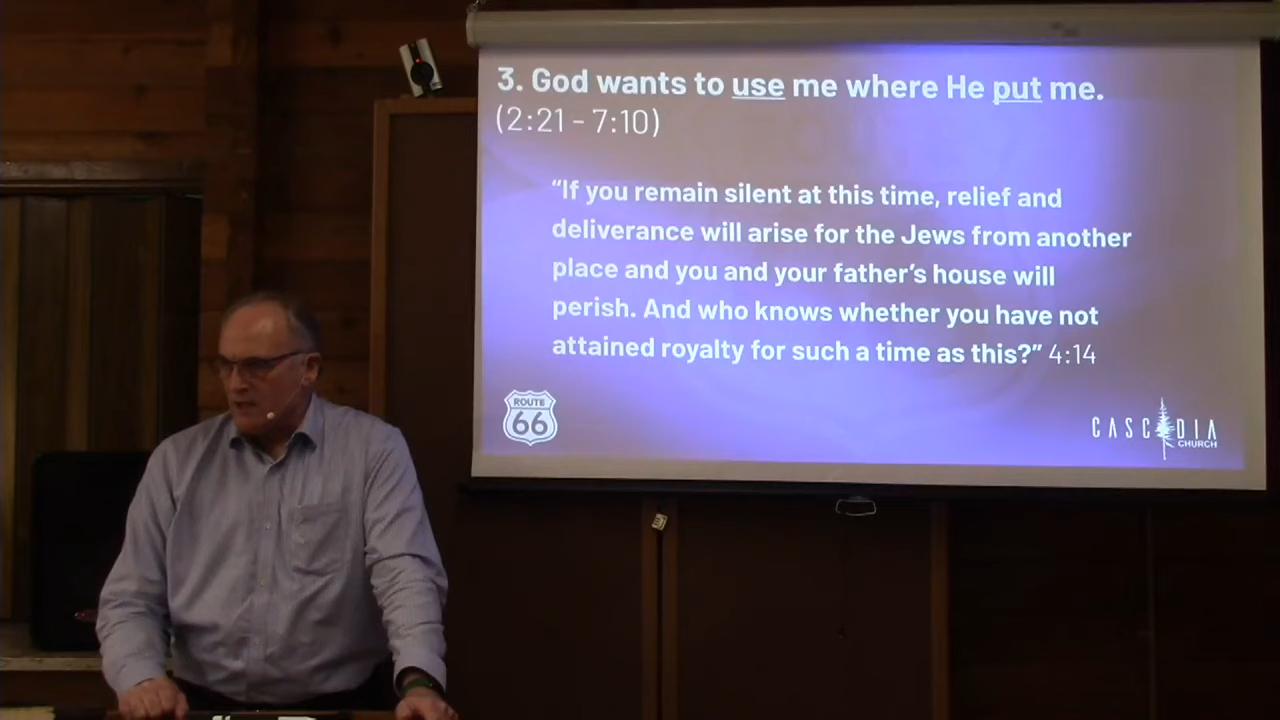 3. God wants to use me where He put me.
(2:21 - 7:10)
“If you remain silent at this time, relief and
deliverance will arise for the Jews from another
place and you and your father’s house will
perish. And who knows whether you have not
attained royalty for such a time as this?” 4:14
ROUTE
66
CASCADIA
CHURCH